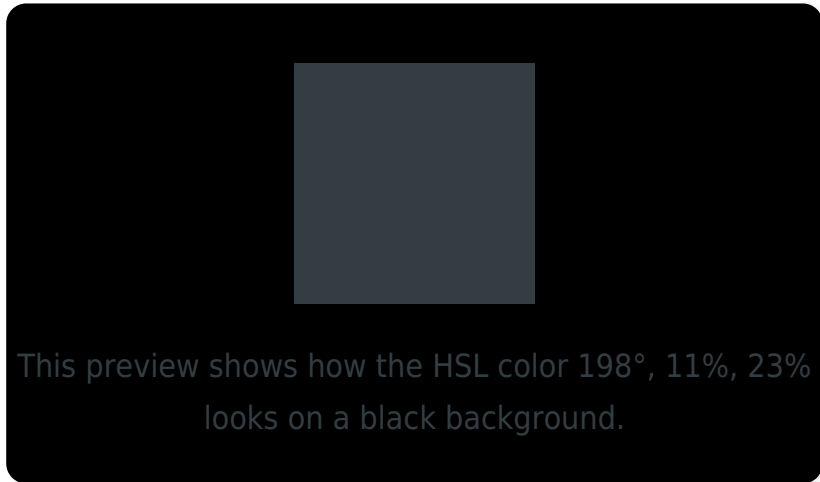 This preview shows how the HSL color 198°, 11%, 23%
looks on a black background.